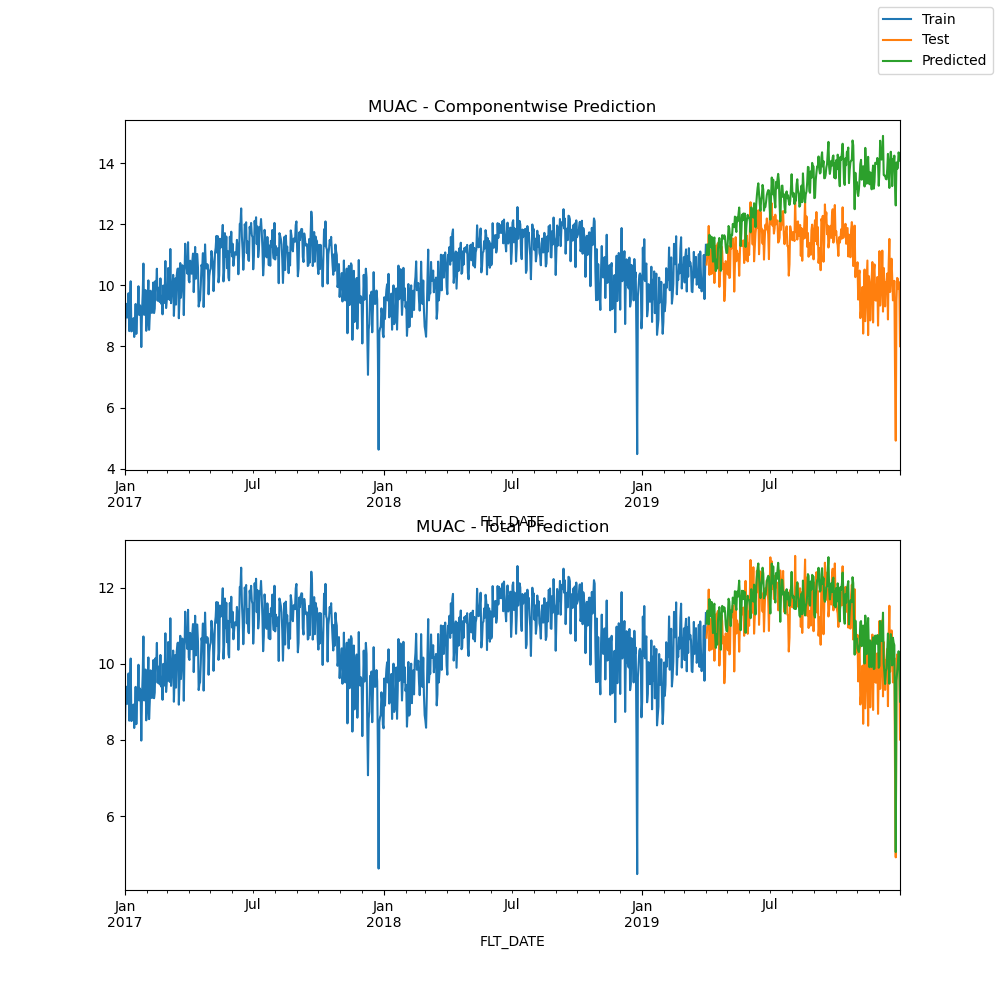 Train
Test
Predicted
MUAC - Componentwise Prediction
14
12
10
8
6
4
Jan
2017
Jul
Jan
2018
Jul
Jan
2019
Jul
FLT_DATE
MUAC - Total Prediction
12
10
8
6
Jan
2017
Jul
Jan
2018
Jul
Jan
2019
Jul
FLT_DATE